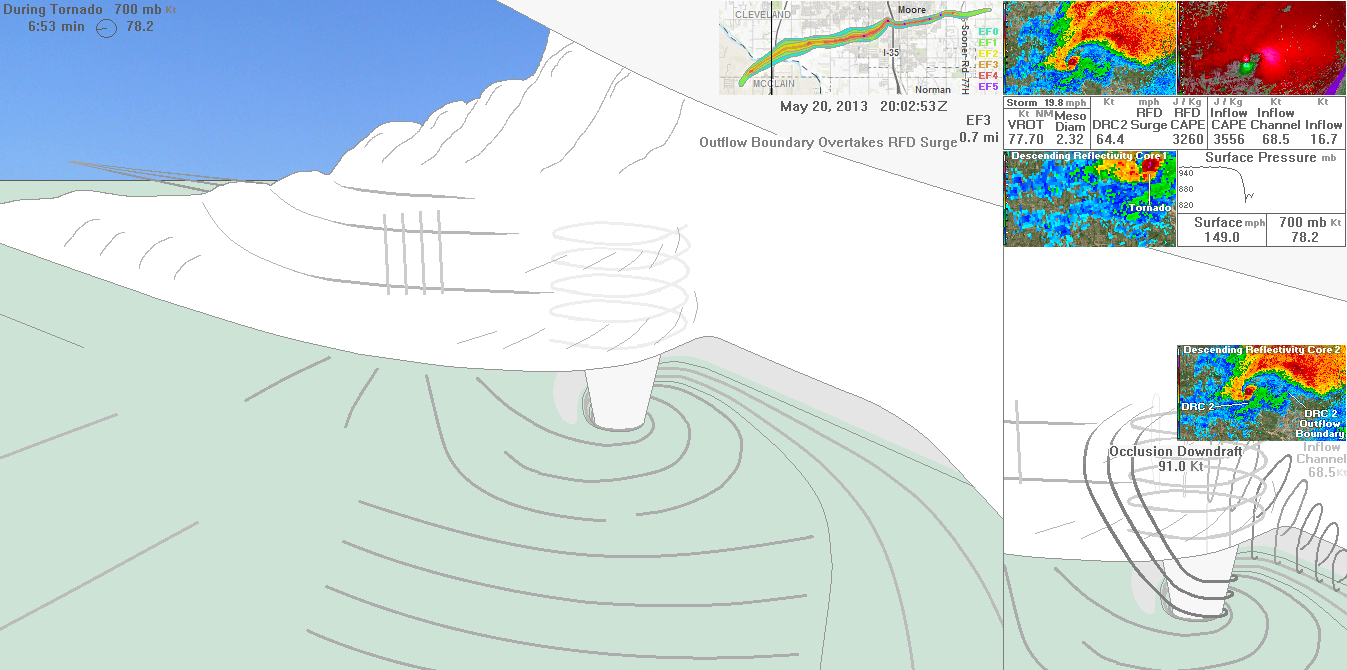 During Tornado 700 mb Kt
6:53 min 78.2
CLEVELAND
Moore
I-35
Sooner Rd 77H
MCCLAIN
Norman
EF0
EF1
EF2
EF3
EF4
EF5
May 20, 2013 20:02:53Z
EF3
0.7 mi
Outflow Boundary Overtakes RFD Surge
Storm 19.8 mph
Kt NM
VROT
77.70
Meso
Diam
2.32
Kt
DRC2
64.4
mph
RFD
Surge
J / Kg
RFD
CAPE
3260
J / Kg
Inflow
CAPE
3556
Kt
Inflow
Channel
68.5
Kt
Inflow
16.7
Descending Reflectivity Core 1
Tornado
Surface Pressure mb
940
880
820
Surface mph
149.0
700 mb Kt
78.2
Descending Reflectivity Core 2
DRC 2
DRC 2
Outflow
Boundary
Occlusion Downdraft
91.0 Kt
Inflow
Channel
68.5Kt